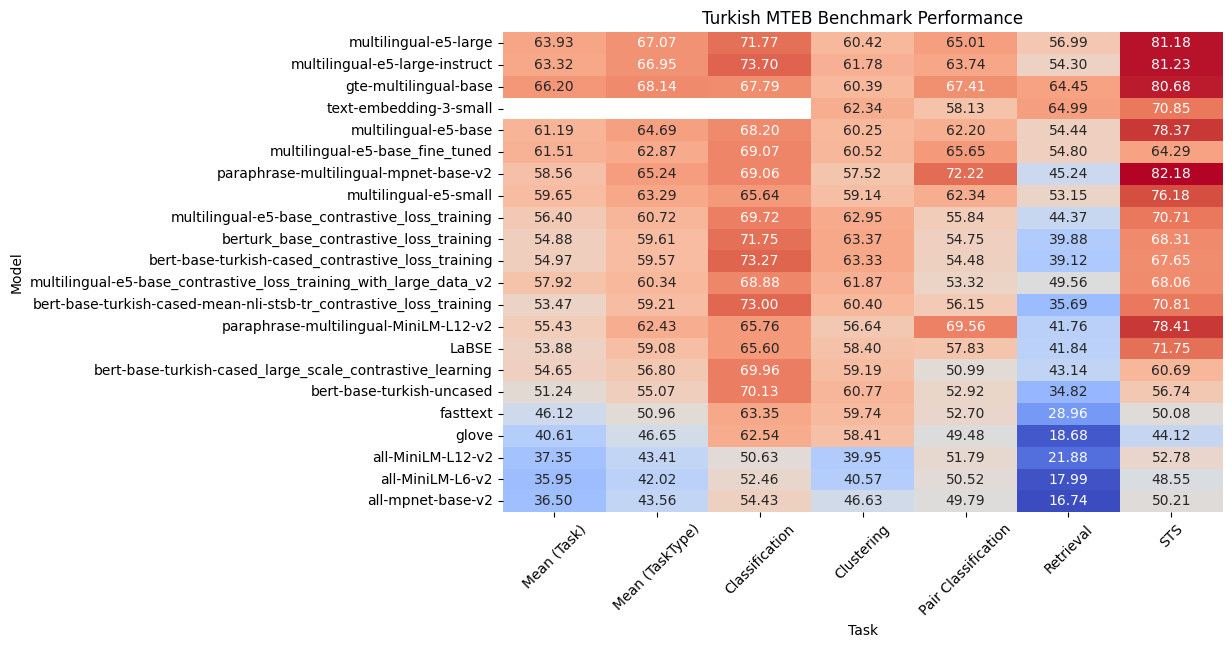 Turkish MTEB Benchmark Performance
Model
multilingual-e5-large 63.93 67.07 71.77 60.42 65.01 56.99 81.18
multilingual-e5-large-instruct 63.32 66.95 73.70 61.78 63.74 54.30 81.23
gte-multilingual-base 66.20 68.14 67.79 60.39 67.41 64.45 80.68
text-embedding-3-small 62.34 58.13 64.99 70.85
multilingual-e5-base 61.19 64.69 68.20 60.25 62.20 54.44 78.37
multilingual-e5-base_fine_tuned 61.51 62.87 69.07 60.52 65.65 54.80 64.29
paraphrase-multilingual-mpnet-base-v2 58.56 65.24 69.06 57.52 72.22 45.24 82.18
multilingual-e5-small 59.65 63.29 65.64 59.14 62.34 53.15 76.18
multilingual-e5-base_contrastive_loss_training 56.40 60.72 69.72 62.95 55.84 44.37 70.71
berturk_base_contrastive_loss_training 54.88 59.61 71.75 63.37 54.75 39.88 68.31
bert-base-turkish-cased_contrastive_loss_training 54.97 59.57 73.27 63.33 54.48 39.12 67.65
multilingual-e5-base_contrastive_loss_training_with_large_data_v2 57.92 60.34 68.88 61.87 53.32 49.56 68.06
bert-base-turkish-cased-mean-nli-stsb-tr_contrastive_loss_training 53.47 59.21 73.00 60.40 56.15 35.69 70.81
paraphrase-multilingual-MiniLM-L12-v2 55.43 62.43 65.76 56.64 69.56 41.76 78.41
LaBSE 53.88 59.08 65.60 58.40 57.83 41.84 71.75
bert-base-turkish-cased_large_scale_contrastive_learning 54.65 56.80 69.96 59.19 50.99 43.14 60.69
bert-base-turkish-uncased 51.24 55.07 70.13 60.77 52.92 34.82 56.74
fasttext 46.12 50.96 63.35 59.74 52.70 28.96 50.08
glove 40.61 46.65 62.54 58.41 49.48 18.68 44.12
all-MiniLM-L12-v2 37.35 43.41 50.63 39.95 51.79 21.88 52.78
all-MiniLM-L6-v2 35.95 42.02 52.46 40.57 50.52 17.99 48.55
all-mpnet-base-v2 36.50 43.56 54.43 46.63 49.79 16.74 50.21
Mean (Task) Mean (TaskType) Classification Clustering Pair Classification Retrieval STS
Task